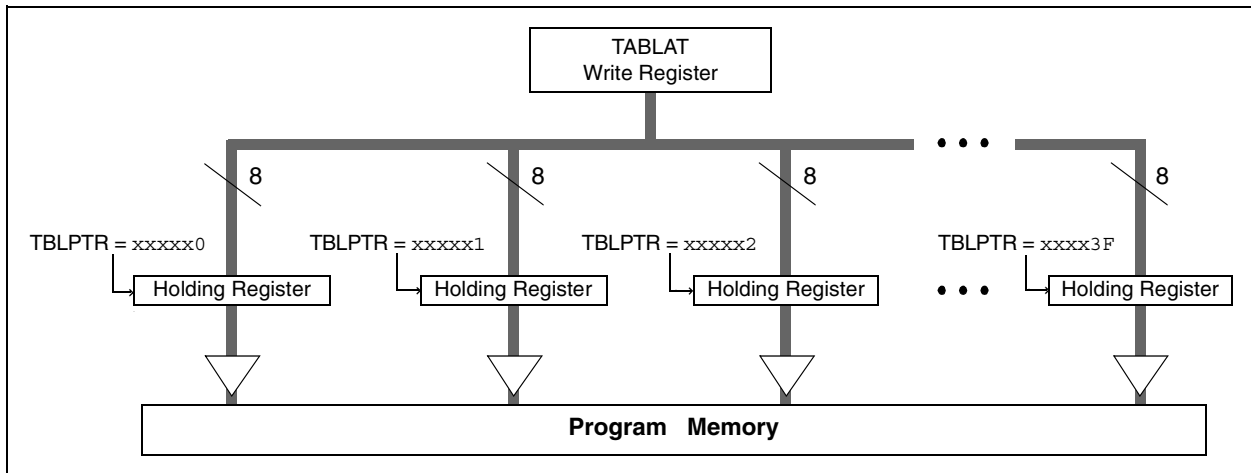 TABLAT
Write Register
8 8 8 8
TBLPTR = xxxxx0 TBLPTR = xxxxx1 TBLPTR = xxxxx2 TBLPTR = xxxx3F
Holding Register Holding Register Holding Register Holding Register
Program Memory